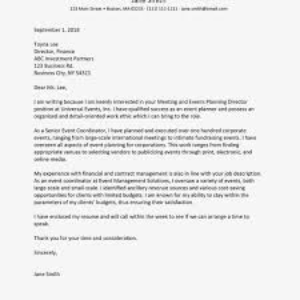 Jane Smith
123 Main Street • Boston, MA 02215 • (111) 111-1111
September 1, 2018
Toyota Lee
Director, Finance
ABC Investment Partners
123 Business Rd.
Business City, NY 54321
Dear Ms. Lee,
I am writing because I am keenly interested in your Meeting and Events Planning Director
position at Universal Events, Inc. I have qualified success as an event planner and possess an
organized and detail-oriented work ethic which I can bring to the role.
As a Senior Event Coordinator, I have planned and executed over one hundred corporate
events, ranging from large-scale international meetings to intimate fundraising events. I have
overseen all aspects of event planning for corporations. This work ranges from finding
appropriate venues to selecting vendors to publicizing events through print, electronic, and
online media.
My experience with financial and contract management is also in line with your job description.
As an event coordinator at Event Management Solutions, I oversaw a variety of events, both
large scale and small scale. I identified ancillary revenue sources and various cost-saving
opportunities for clients with limited budgets. I am known for my ability to stay within the
parameters of my clients' budgets, thus ensuring their satisfaction.
I have enclosed my resume and will call within the week to see if we can arrange a time to
speak.
Thank you for your time and consideration.
Sincerely,
Jane Smith